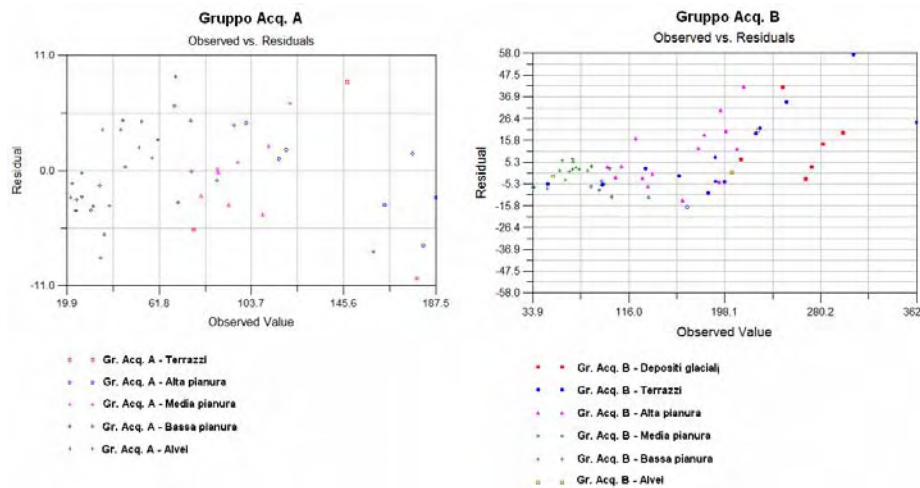 Gruppo Acq. A
Observed vs. Residuals
11.0
0.0
-11.0
Residual
19.9 61.8 103.7 145.6 187.5
Observed Value
Gr. Acq. A - Terrazzi
Gr. Acq. A - Alta pianura
Gr. Acq. A - Media pianura
Gr. Acq. A - Bassa pianura
Gr. Acq. A - Alvei
Gruppo Acq. B
Observed vs. Residuals
58.0
47.5
36.9
26.4
15.8
5.3
-5.3
-15.8
-26.4
-36.9
-47.5
-58.0
Residual
33.9 116.0 198.1 280.2 362
Observed Value
Gr. Acq. B - Depositi glaciali
Gr. Acq. B - Terrazzi
Gr. Acq. B - Alta pianura
Gr. Acq. B - Media pianura
Gr. Acq. B - Bassa pianura
Gr. Acq. B - Alvei